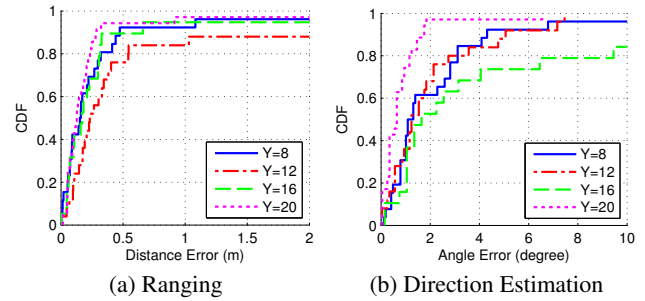 1
0.8
0.6
0.4
0.2
0
CDF
0 0.5 1 1.5 2
Distance Error (m)
Y=8
Y=12
Y=16
Y=20
(a) Ranging
1
0.8
0.6
0.4
0.2
0
CDF
0 2 4 6 8 10
Angle Error (degree)
Y=8
Y=12
Y=16
Y=20
(b) Direction Estimation